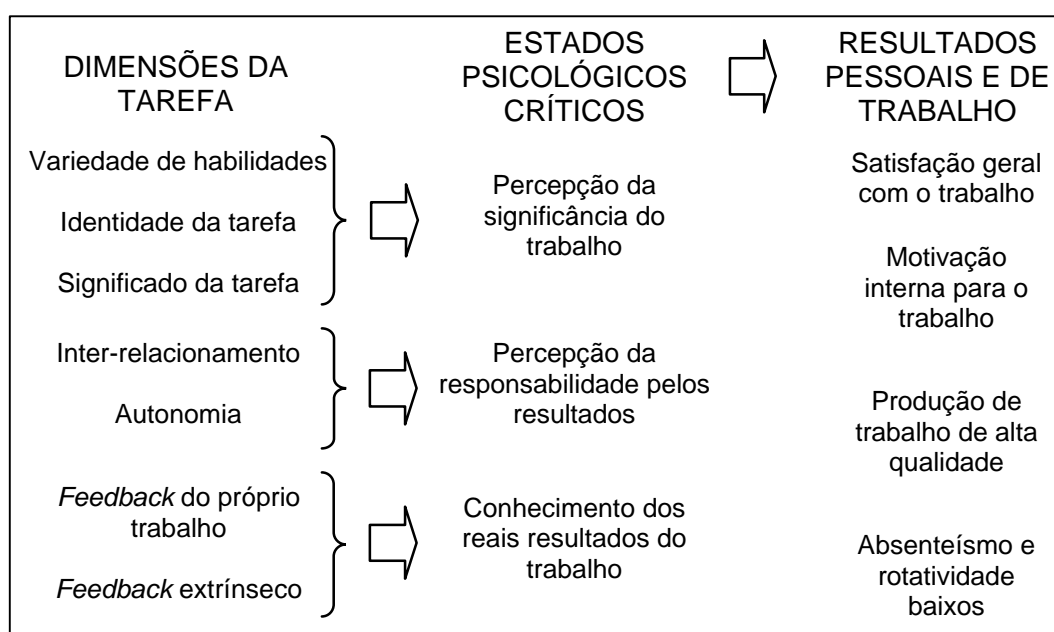 DIMENSÕES DA
TAREFA
Variedade de habilidades
Identidade da tarefa
Significado da tarefa
Inter-relacionamento
Autonomia
Feedback do próprio
trabalho
Feedback extrínseco
ESTADOS
PSICOLÓGICOS
CRÍTICOS
Percepção da
significância do
trabalho
Percepção da
responsabilidade pelos
resultados
Conhecimento dos
reais resultados do
trabalho
RESULTADOS
PESSOAIS E DE
TRABALHO
Satisfação geral
com o trabalho
Motivação
interna para o
trabalho
Produção de
trabalho de alta
qualidade
Absenteísmo e
rotatividade
baixos